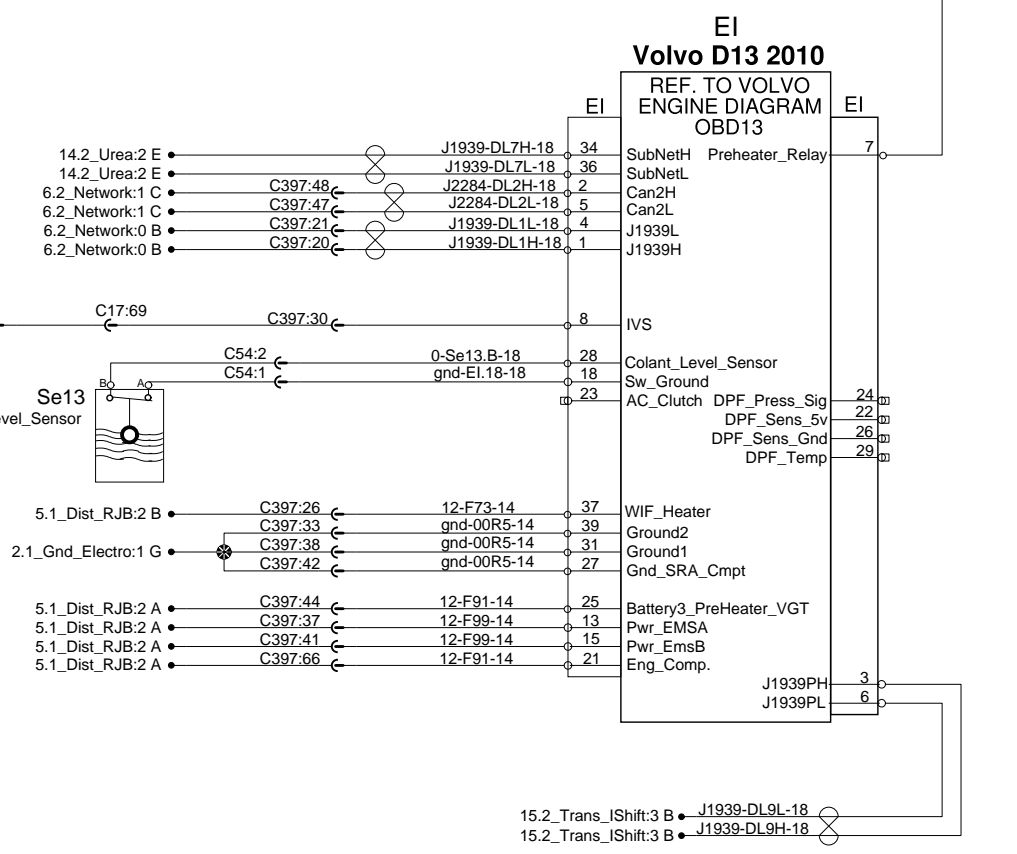 EI
Volvo D13 2010
REF. TO VOLVO
ENGINE DIAGRAM
OBD13
EI
EI
14.2_Urea:2 E J1939-DL7H-18 34 SubNetH Preheater_Relay 7
14.2_Urea:2 E J1939-DL7L-18 36 SubNetL
6.2_Network:1 C C397:48 J2284-DL2H-18 2 Can2H
6.2_Network:1 C C397:47 J2284-DL2L-18 5 Can2L
6.2_Network:0 B C397:21 J1939-DL1L-18 4 J1939L
6.2_Network:0 B C397:20 J1939-DL1H-18 1 J1939H
C17:69 C397:30 8 IVS
C54:2 0-Se13.B-18 28 Colant_Level_Sensor
C54:1 gnd-EI.18-18 18 Sw_Ground
B A
Se13
evel_Sensor
23 AC_Clutch DPF_Press_Sig 24
DPF_Sens_5v 22
DPF_Sens_Gnd 26
DPF_Temp 29
5.1_Dist_RJB:2 B C397:26 12-F73-14 37 WIF_Heater
C397:33 gnd-00R5-14 39 Ground2
2.1_Gnd_Electro:1 G C397:38 gnd-00R5-14 31 Ground1
C397:42 gnd-00R5-14 27 Gnd_SRA_Cmpt
5.1_Dist_RJB:2 A C397:44 12-F91-14 25 Battery3_PreHeater_VGT
5.1_Dist_RJB:2 A C397:37 12-F99-14 13 Pwr_EMSA
5.1_Dist_RJB:2 A C397:41 12-F99-14 15 Pwr_EmsB
5.1_Dist_RJB:2 A C397:66 12-F91-14 21 Eng_Comp.
J1939PH 3
J1939PL 6
15.2_Trans_IShift:3 B J1939-DL9L-18
15.2_Trans_IShift:3 B J1939-DL9H-18